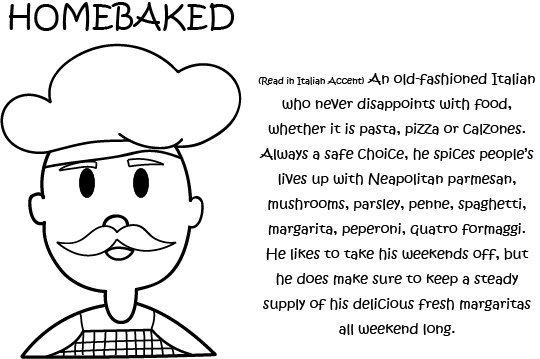 HOMEBAKED
(Read in Italian Accent) An old-fashioned Italian
who never disappoints with food,
whether it is pasta, pizza or calzones.
Always a safe choice, he spices people's
lives up with Neapolitan parmesan,
mushrooms, parsley, penne, spaghetti,
margarita, peperoni, quatro formaggi.
He likes to take his weekends off, but
he does make sure to keep a steady
supply of his delicious fresh margaritas
all weekend long.